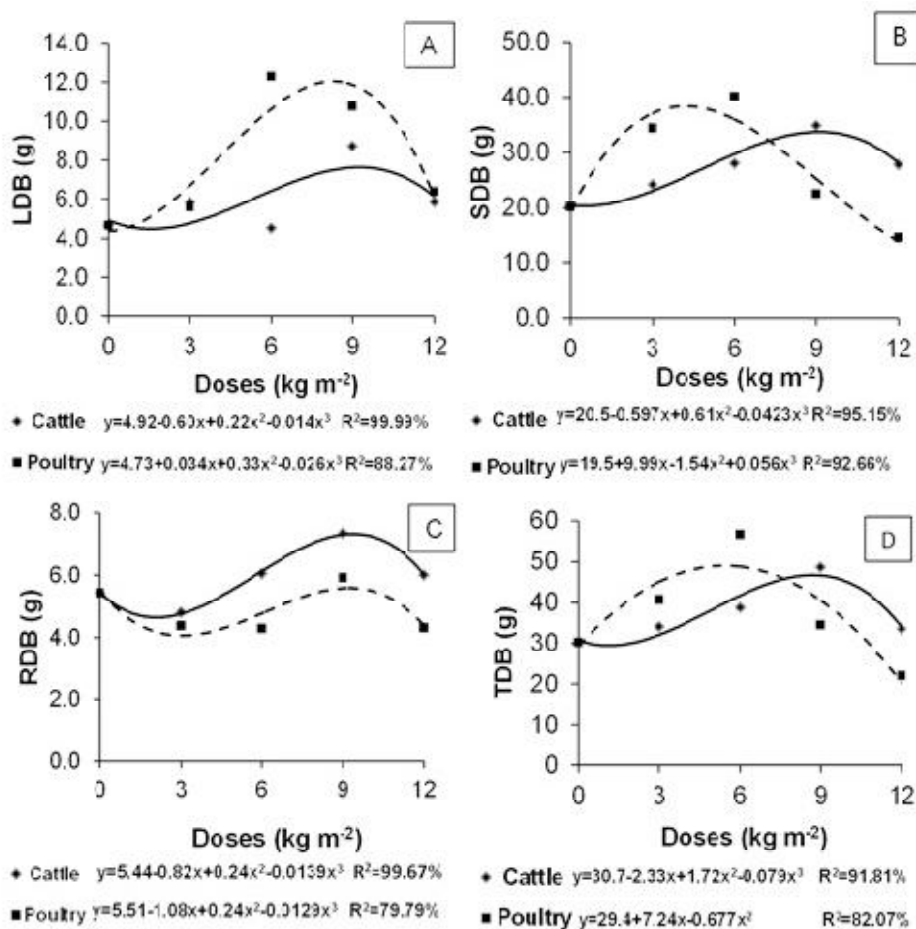 A
LDB (g)
14.0
12.0
10.0
8.0
6.0
4.0
2.0
0.0
0 3 6 9 12
Doses (kg m⁻²)
Cattle y=4.92-0.60x+0.22x²-0.014x³ R²=99.99%
Poultry y=4.73+0.034x+0.33x²-0.026x³ R²=88.27%
B
SDB (g)
50.0
40.0
30.0
20.0
10.0
0.0
0 3 6 9 12
Doses (kg m⁻²)
Cattle y=20.5-0.597x+0.61x²-0.0423x³ R²=95.15%
Poultry y=19.5+9.99x-1.54x²+0.056x³ R²=92.66%
C
RDB (g)
8.0
6.0
4.0
2.0
0.0
0 3 6 9 12
Doses (kg m⁻²)
Cattle y=5.44-0.82x+0.24x²-0.0139x³ R²=99.67%
Poultry y=5.51-1.08x+0.24x²-0.0129x³ R²=79.79%
D
TDB (g)
60
50
40
30
20
10
0
0 3 6 9 12
Doses (kg m⁻²)
Cattle y=30.7-2.33x+1.72x²-0.079x³ R²=91.81%
Poultry y=29.4+7.24x-0.677x² R²=82.07%